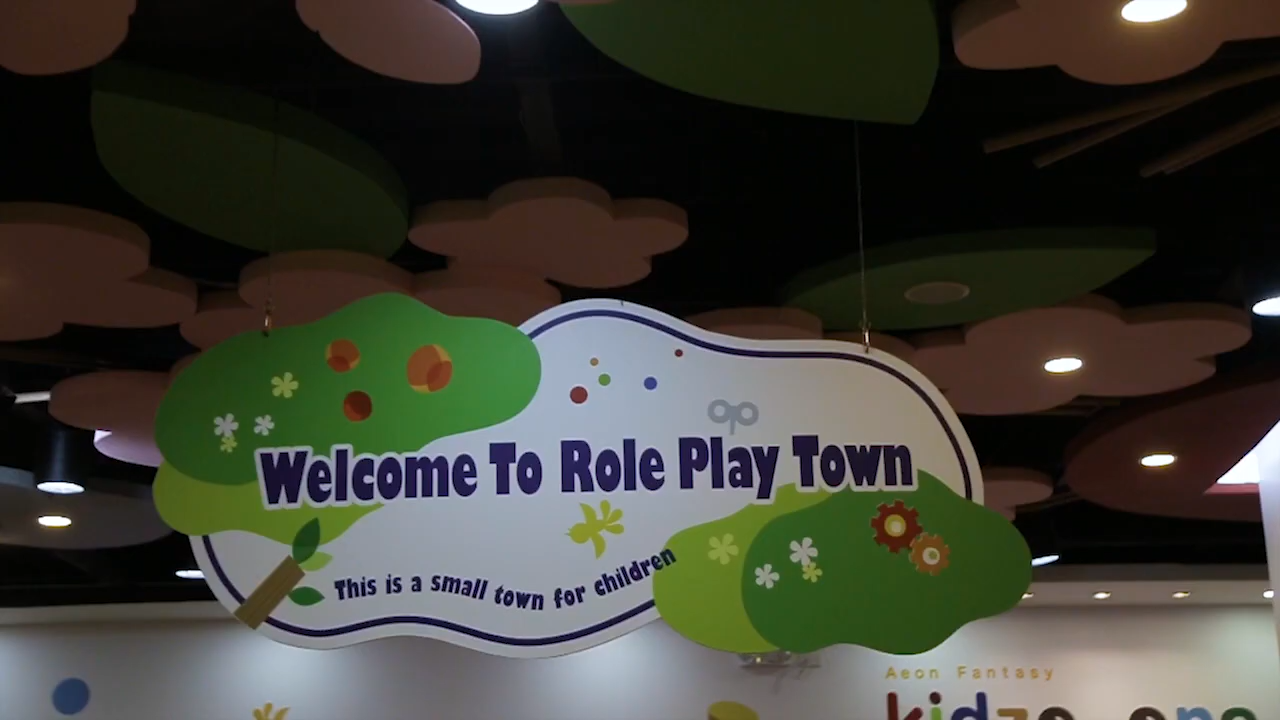 Welcome To Role Play Town
This is a small town for children
Aeon Fantasy